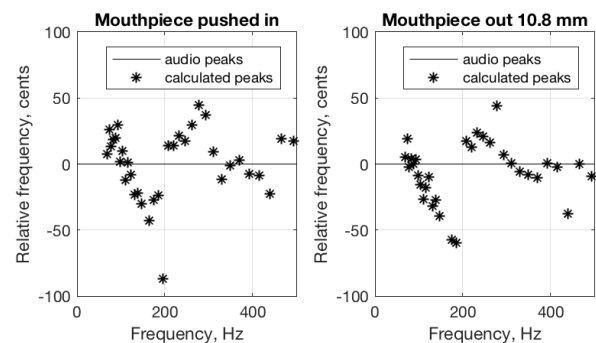 Mouthpiece pushed in
100
50
0
-50
-100
Relative frequency, cents
audio peaks
calculated peaks
0
200
400
Frequency, Hz
Mouthpiece out 10.8 mm
100
50
0
-50
-100
Relative frequency, cents
audio peaks
calculated peaks
0
200
400
Frequency, Hz